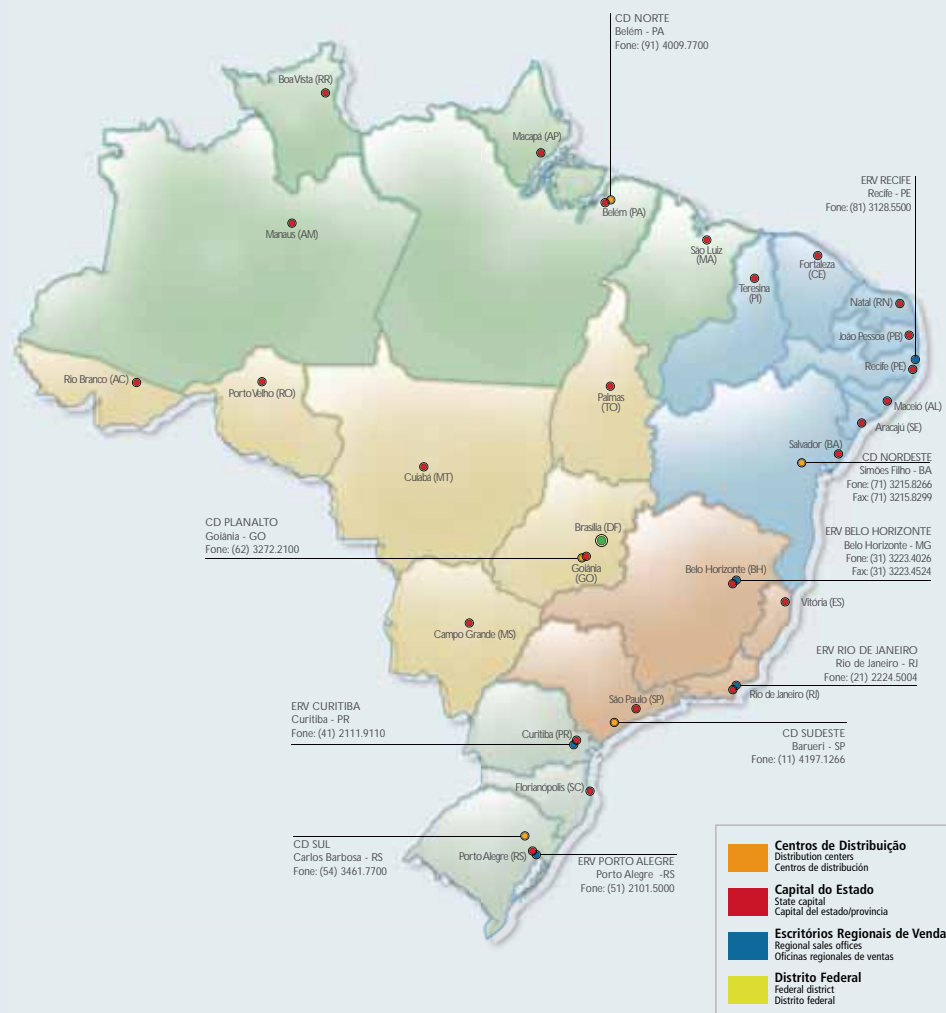 CD NORTE
Belém - PA
Fone: (91) 4009.7700
Boa Vista (RR)
Macapá (AP)
ERV RECIFE
Recife - PE
Fone: (81) 3128.5500
Belém (PA)
Manaus (AM)
São Luiz
(MA)
Fortaleza
(CE)
Teresina
(PI)
Natal (RN)
João Pessoa (PB)
Recife (PE)
Rio Branco (AC)
Porto Velho (RO)
Palmas
(TO)
Maceió (AL)
Aracajú (SE)
Salvador (BA)
CD NORDESTE
Simões Filho - BA
Fone: (71) 3215.8266
Fax: (71) 3215.8299
Cuiabá (MT)
CD PLANALTO
Goiânia - GO
Fone: (62) 3272.2100
Brasília (DF)
Goiânia
(GO)
ERV BELO HORIZONTE
Belo Horizonte - MG
Fone: (31) 3223.4026
Fax: (31) 3223.4524
Belo Horizonte (BH)
Vitória (ES)
Campo Grande (MS)
ERV RIO DE JANEIRO
Rio de Janeiro - RJ
Fone: (21) 2224.5004
Rio de Janeiro (RJ)
São Paulo (SP)
ERV CURITIBA
Curitiba - PR
Fone: (41) 2111.9110
Curitiba (PR)
CD SUDESTE
Barueri - SP
Fone: (11) 4197.1266
Florianópolis (SC)
CD SUL
Carlos Barbosa - RS
Fone: (54) 3461.7700
Porto Alegre (RS)
ERV PORTO ALEGRE
Porto Alegre -RS
Fone: (51) 2101.5000
Centros de Distribuição
Distribution centers
Centros de distribución
Capital do Estado
State capital
Capital del estado/provincia
Escritórios Regionais de Venda
Regional sales offices
Oficinas regionales de ventas
Distrito Federal
Federal district
Distrito federal